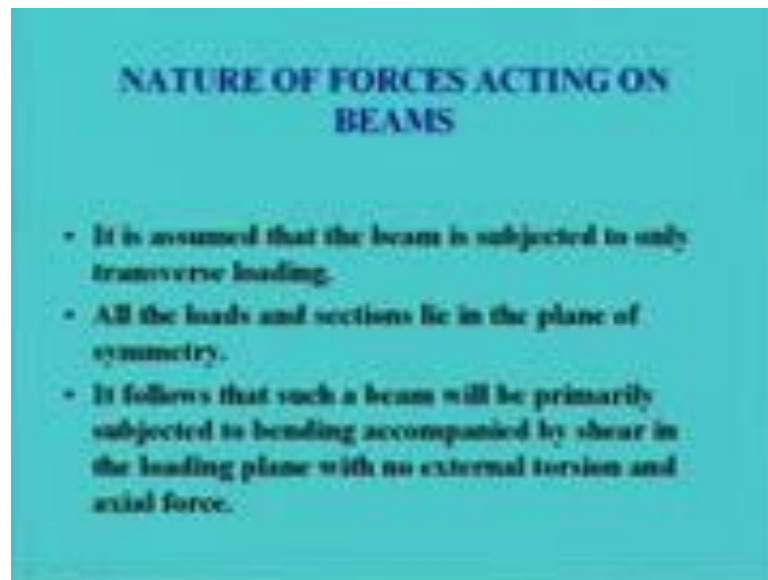 NATURE OF FORCES ACTING ON
BEAMS
• It is assumed that the beam is subjected to only
transverse loading.
• All the loads and sections lie in the plane of
symmetry.
• It follows that such a beam will be primarily
subjected to bending accompanied by shear in
the loading plane with no external torsion and
axial force.